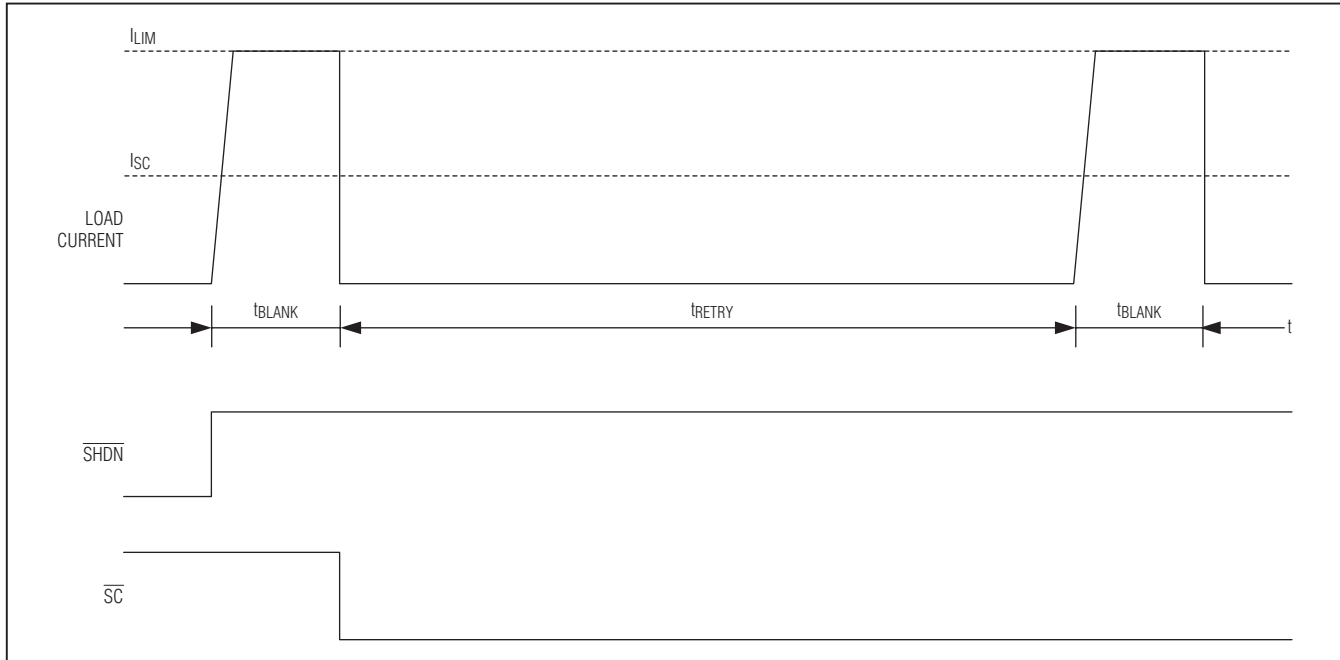 ILIM
ISC
LOAD
CURRENT
tBLANK
tRETRY
tBLANK
t
SHDN
SC